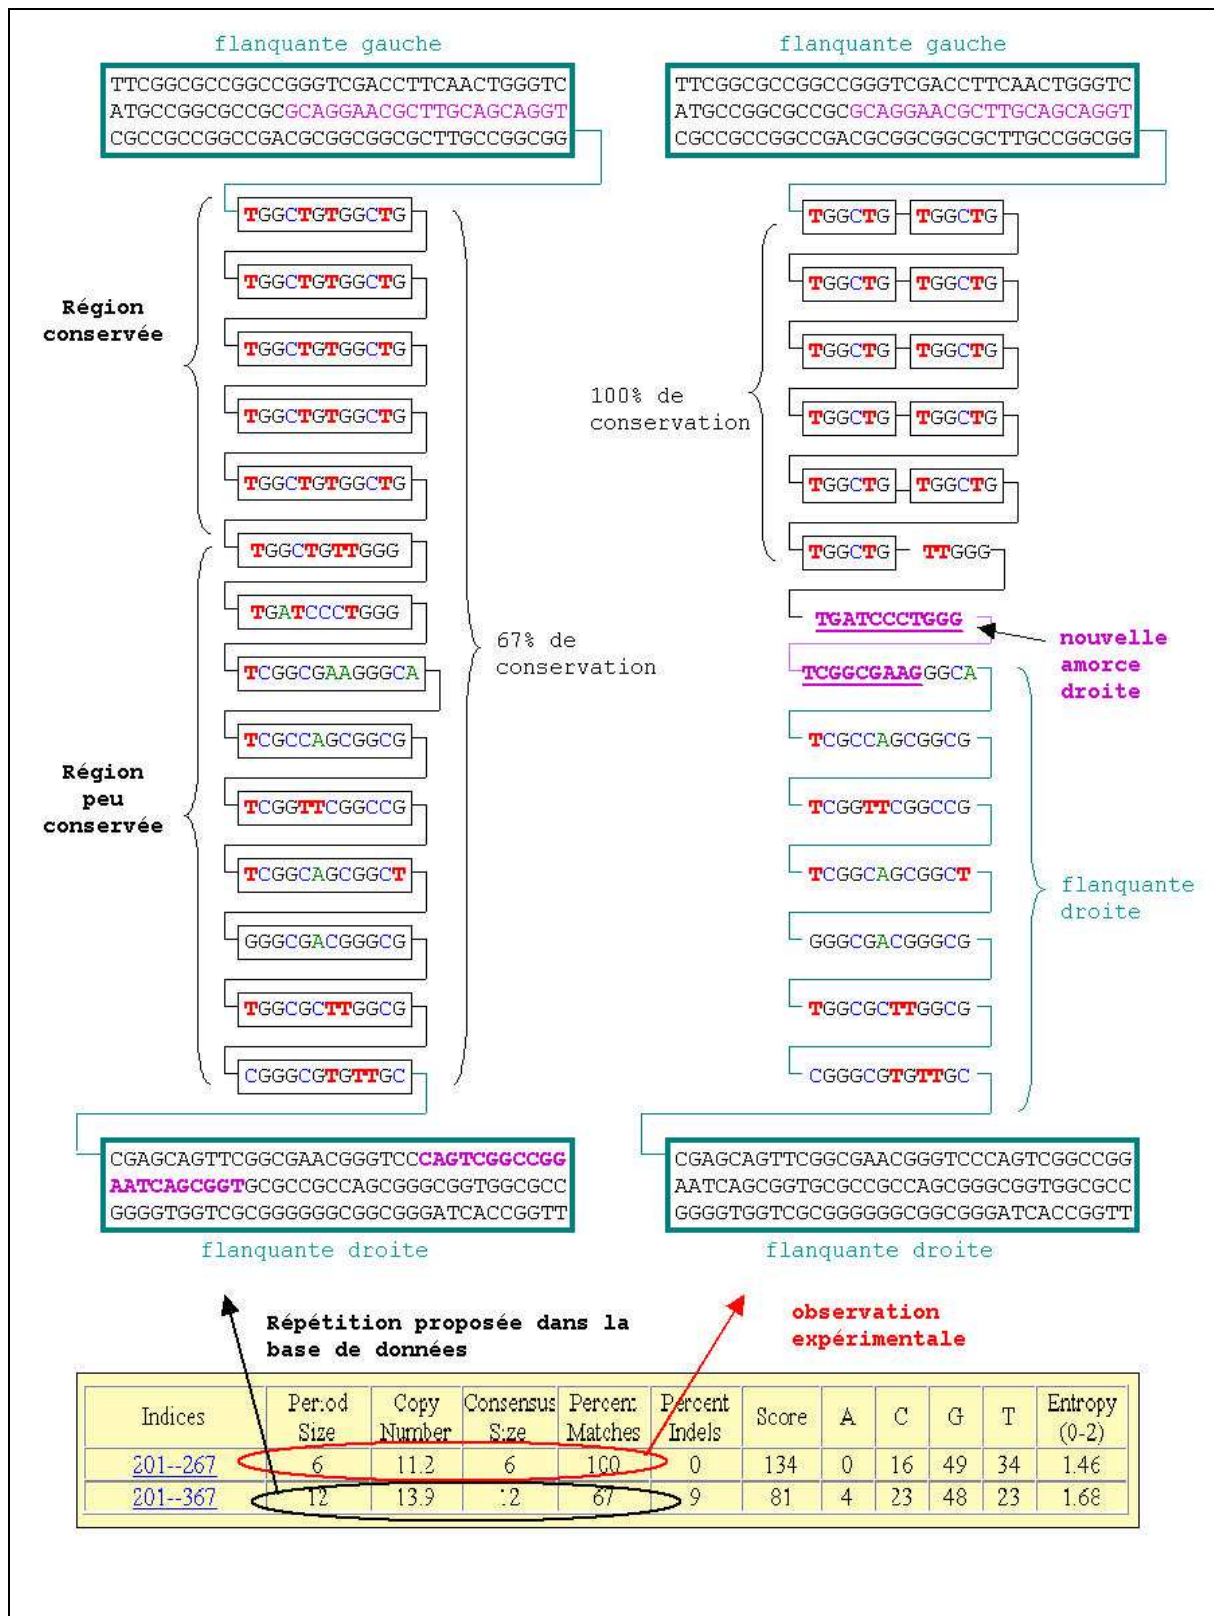 flanquante gauche
TTCGGCGCCGGCCGGGTCGACCTTCAACTGGGTC
ATGCCGGCGCCGCGCAGGAACGCTTGCAGCAGGT
CGCCGCCGGCCGACGCGGCGGCGCTTGCCGGCGG
Région
conservée
TGGCTGTGGCTG
TGGCTGTGGCTG
TGGCTGTGGCTG
TGGCTGTGGCTG
TGGCTGTGGCTG
TGGCTGTTGGG
TGATCCCTGGG
TCGGCGAAGGGCA
TCGCCAGCGGCG
TCGGTTCGGCCG
TCGGCAGCGGCT
GGGCGACGGGCG
TGGCGCTTGGCG
CGGGCGTGTTGC
Région
peu
conservée
67% de
conservation
CGAGCAGTTCGGCGAACGGGTCCCAGTCGGCCGG
AATCAGCGGTGCGCCGCCAGCGGGCGGTGGCGCC
GGGGTGGTCGCGGGGGGCGGCGGGATCACCGGTT
flanquante droite
flanquante gauche
TTCGGCGCCGGCCGGGTCGACCTTCAACTGGGTC
ATGCCGGCGCCGCGCAGGAACGCTTGCAGCAGGT
CGCCGCCGGCCGACGCGGCGGCGCTTGCCGGCGG
100% de
conservation
TGGCTG TGGCTG
TGGCTG TGGCTG
TGGCTG TGGCTG
TGGCTG TGGCTG
TGGCTG TGGCTG
TGGCTG TTGGG
TGATCCCTGGG
TCGGCGAAGGGCA
TCGCCAGCGGCG
TCGGTTCGGCCG
TCGGCAGCGGCT
GGGCGACGGGCG
TGGCGCTTGGCG
CGGGCGTGTTGC
nouvelle
amorce
droite
flanquante
droite
CGAGCAGTTCGGCGAACGGGTCCCAGTCGGCCGG
AATCAGCGGTGCGCCGCCAGCGGGCGGTGGCGCC
GGGGTGGTCGCGGGGGGCGGCGGGATCACCGGTT
flanquante droite
Répétition proposée dans la
base de données
observation
expérimentale
Indices Period Size Copy Number Consensus Size Percent Matches Percent Indels Score A C G T Entropy (0-2)
201--267 6 11.2 6 100 0 134 0 16 49 34 1.46
201--367 12 13.9 12 67 9 81 4 23 48 23 1.68